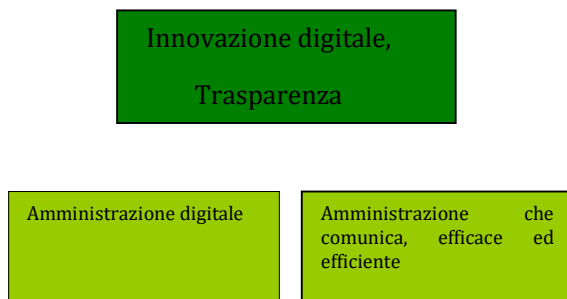 Innovazione digitale,
Trasparenza
Amministrazione digitale
Amministrazione che
comunica, efficace ed
efficiente